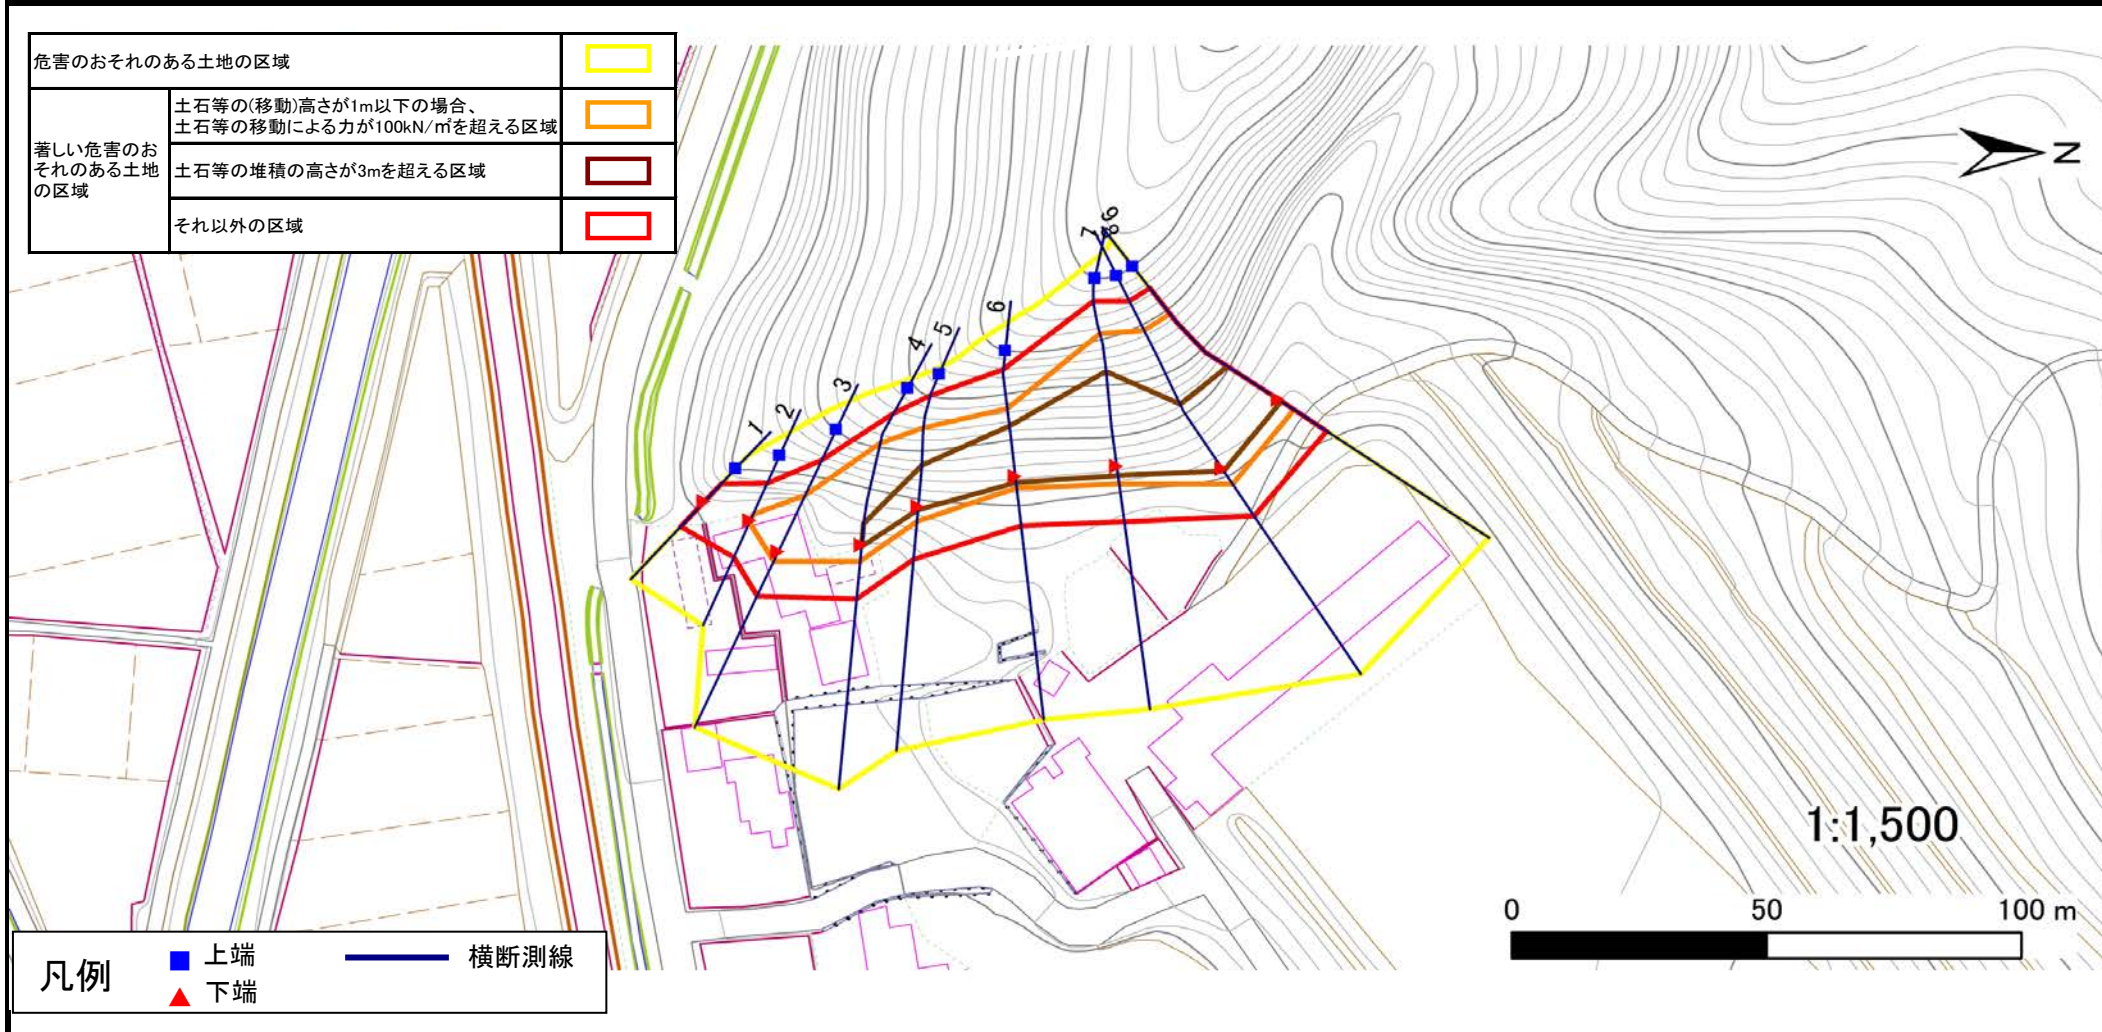 危害のおそれのある土地の区域
著しい危害のお
それのある土地
の区域
土石等の(移動)高さが1m以下の場合、
土石等の移動による力が100kN/㎡を超える区域
土石等の堆積の高さが3mを超える区域
それ以外の区域
N
1
2
3
4
5
6
7
8
9
1:1,500
0
50
100 m
凡例
上端
下端
横断測線